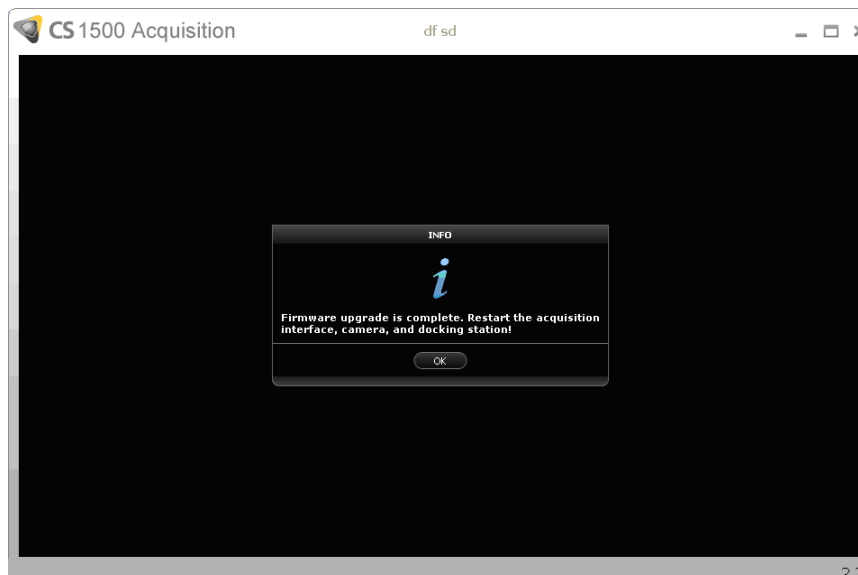 CS 1500 Acquisition
df sd
INFO
Firmware upgrade is complete. Restart the acquisition
interface, camera, and docking station!
OK